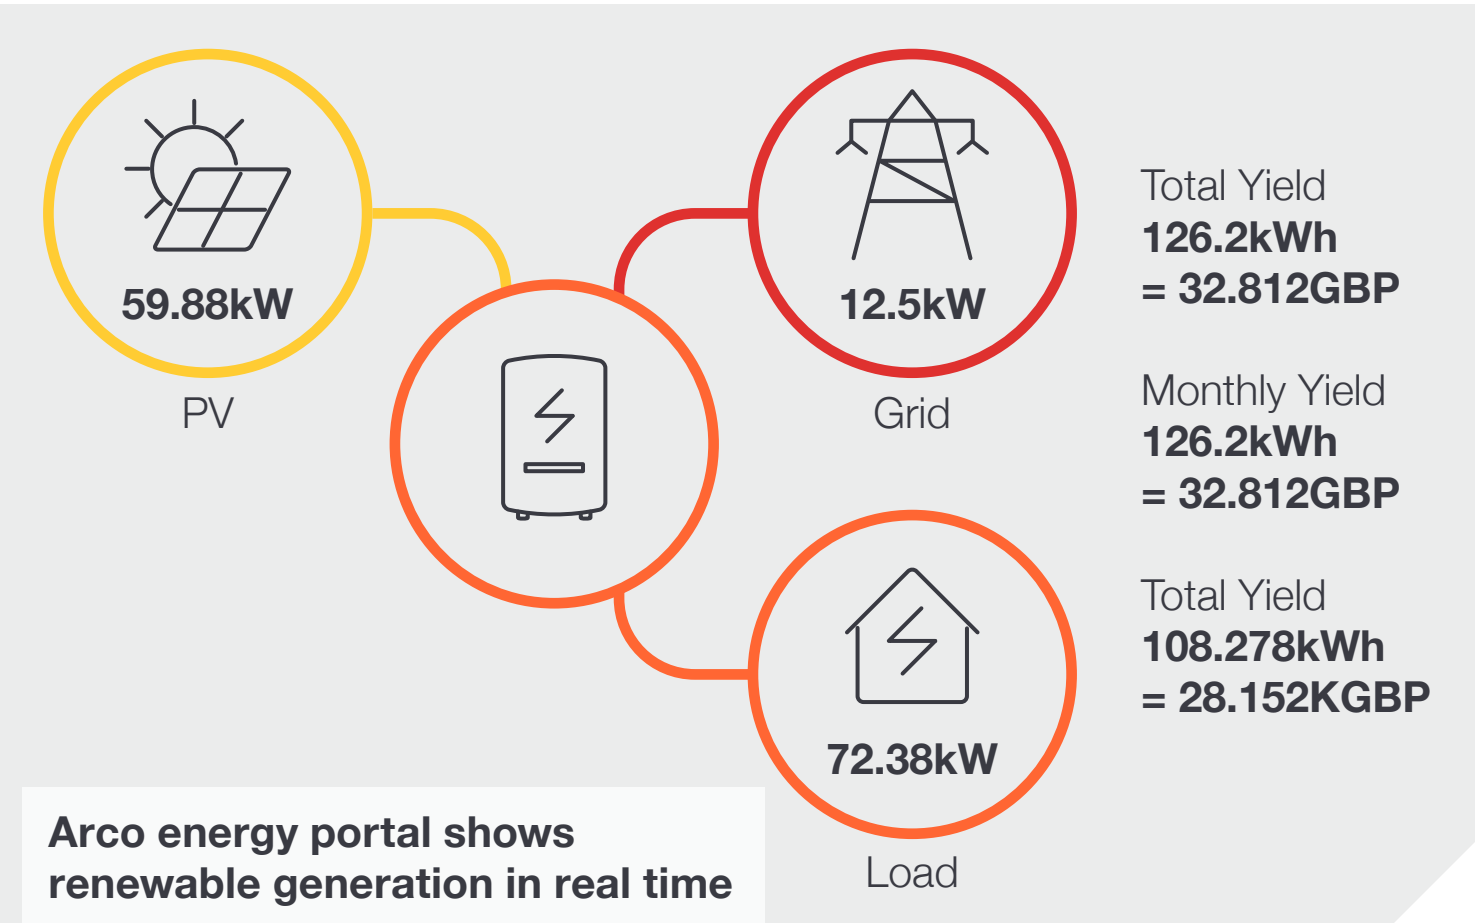 59.88kW
PV
12.5kW
Grid
72.38kW
Load
Total Yield
126.2kWh
= 32.812GBP
Monthly Yield
126.2kWh
= 32.812GBP
Total Yield
108.278kWh
= 28.152KGBP
Arco energy portal shows
renewable generation in real time